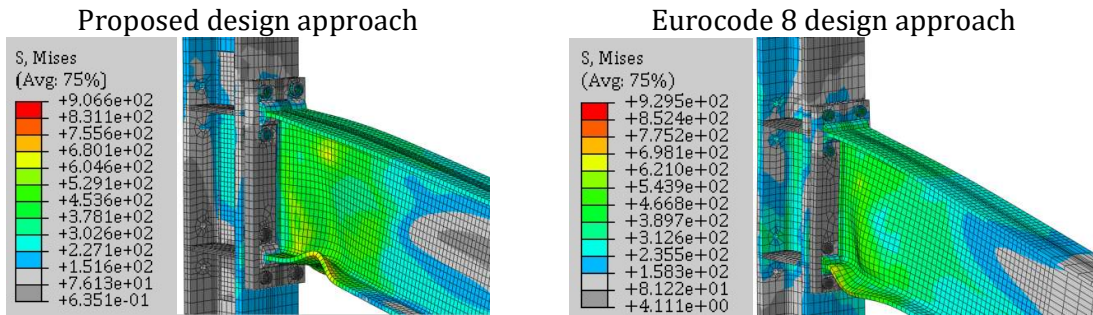 Proposed design approach
S, Mises
(Avg: 75%)
+9.066e+02
+8.311e+02
+7.556e+02
+6.801e+02
+6.046e+02
+5.291e+02
+4.536e+02
+3.781e+02
+3.026e+02
+2.271e+02
+1.516e+02
+7.613e+01
+6.351e-01
Eurocode 8 design approach
S, Mises
(Avg: 75%)
+9.295e+02
+8.524e+02
+7.752e+02
+6.981e+02
+6.210e+02
+5.439e+02
+4.668e+02
+3.897e+02
+3.126e+02
+2.355e+02
+1.583e+02
+8.122e+01
+4.111e+00